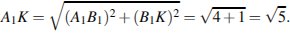 A₁K = √((A₁B₁)² + (B₁K)²) = √(4 + 1) = √5.